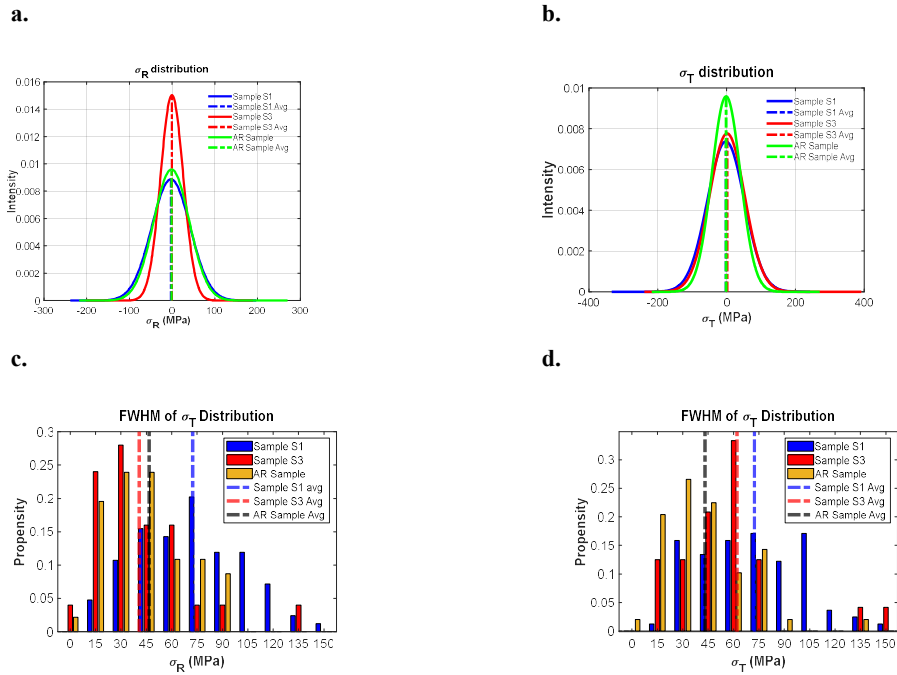 a.
σR distribution
Intensity
0.016
0.014
0.012
0.01
0.008
0.006
0.004
0.002
0
-300 -200 -100 0 100 200 300
σR (MPa)
Sample S1
Sample S1 Avg
Sample S3
Sample S3 Avg
AR Sample
AR Sample Avg
b.
σT distribution
Intensity
0.01
0.008
0.006
0.004
0.002
0
-400 -200 0 200 400
σT (MPa)
Sample S1
Sample S1 Avg
Sample S3
Sample S3 Avg
AR Sample
AR Sample Avg
c.
FWHM of σT Distribution
Propensity
0.3
0.25
0.2
0.15
0.1
0.05
0
0 15 30 45 60 75 90 105 120 135 150
σR (MPa)
Sample S1
Sample S3
AR Sample
Sample S1 avg
Sample S3 Avg
AR Sample Avg
d.
FWHM of σT Distribution
Propensity
0.3
0.25
0.2
0.15
0.1
0.05
0
0 15 30 45 60 75 90 105 120 135 150
σT (MPa)
Sample S1
Sample S3
AR Sample
Sample S1 avg
Sample S3 Avg
AR Sample Avg